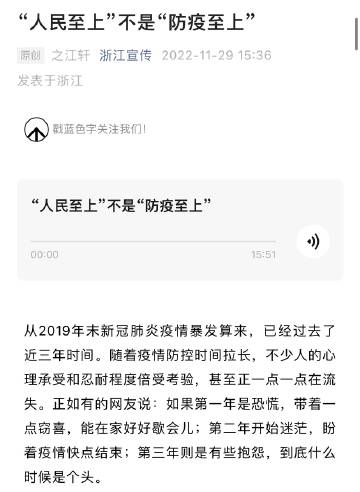 “人民至上”不是“防疫至上”
原创 之江轩 浙江宣传 2022-11-29 15:36
发表于浙江
戳蓝色字关注我们！
“人民至上”不是“防疫至上”
00:00 15:51
从2019年末新冠肺炎疫情暴发算来，已经过去了
近三年时间。随着疫情防控时间拉长，不少人的心
理承受和忍耐程度倍受考验，甚至正一点一点在流
失。正如有的网友说：如果第一年是恐慌，带着一
点窃喜，能在家好好歇会儿；第二年开始迷茫，盼
着疫情快点结束；第三年则是有些抱怨，到底什么
时候是个头。